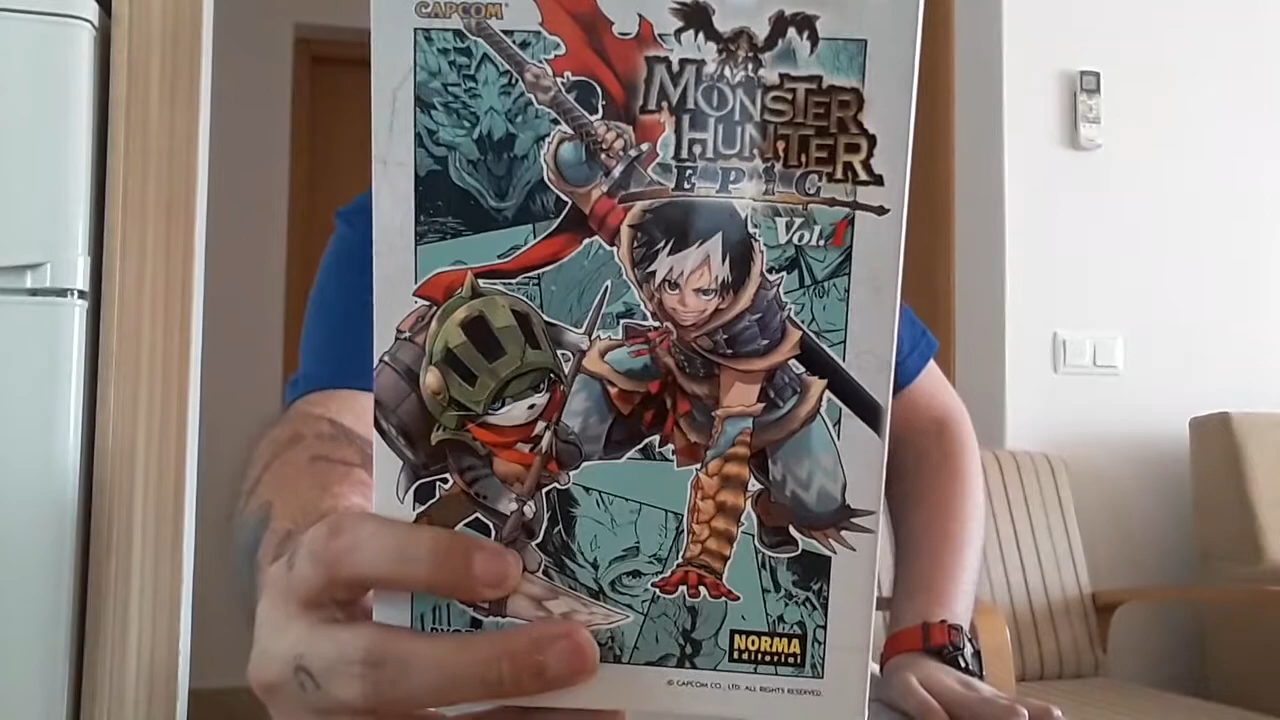 CAPCOM
MONSTER
HUNTER
EPIC
Vol.1
NORMA
Editorial
© CAPCOM CO., LTD. ALL RIGHTS RESERVED.